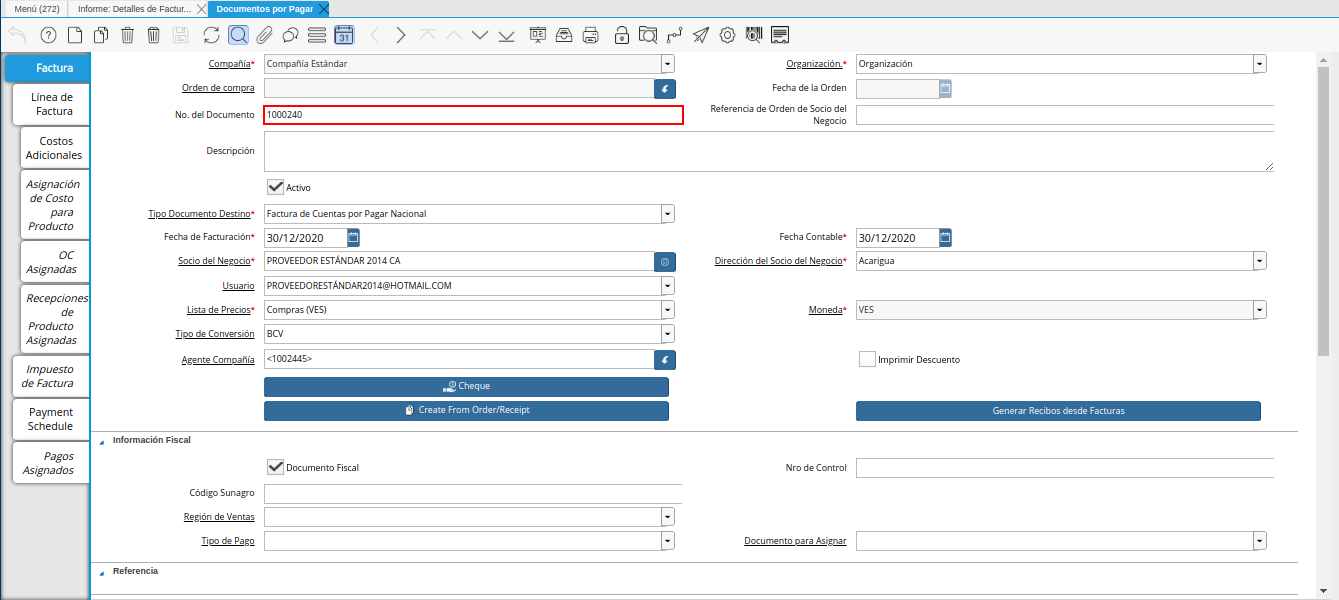 Menú (272) Informe: Detalles de Factur... Documentos por Pagar
31
Factura
Línea de
Factura
Costos
Adicionales
Asignación
de Costo
para
Producto
OC
Asignadas
Recepciones
de
Producto
Asignadas
Impuesto
de Factura
Payment
Schedule
Pagos
Asignados
Compañía* Compañía Estándar Organización.* Organización
Orden de compra Fecha de la Orden
No. del Documento 1000240 Referencia de Orden de Socio del
Negocio
Descripción
Activo
Tipo Documento Destino* Factura de Cuentas por Pagar Nacional
Fecha de Facturación* 30/12/2020 Fecha Contable* 30/12/2020
Socio del Negocio* PROVEEDOR ESTÁNDAR 2014 CA Dirección del Socio del Negocio* Acarigua
Usuario PROVEEDORESTÁNDAR2014@HOTMAIL.COM
Lista de Precios* Compras (VES) Moneda* VES
Tipo de Conversión BCV
Agente Compañía <1002445> Imprimir Descuento
Cheque
Create From Order/Receipt Generar Recibos desde Facturas
Información Fiscal
Documento Fiscal Nro de Control
Código Sunagro
Región de Ventas
Tipo de Pago Documento para Asignar
Referencia